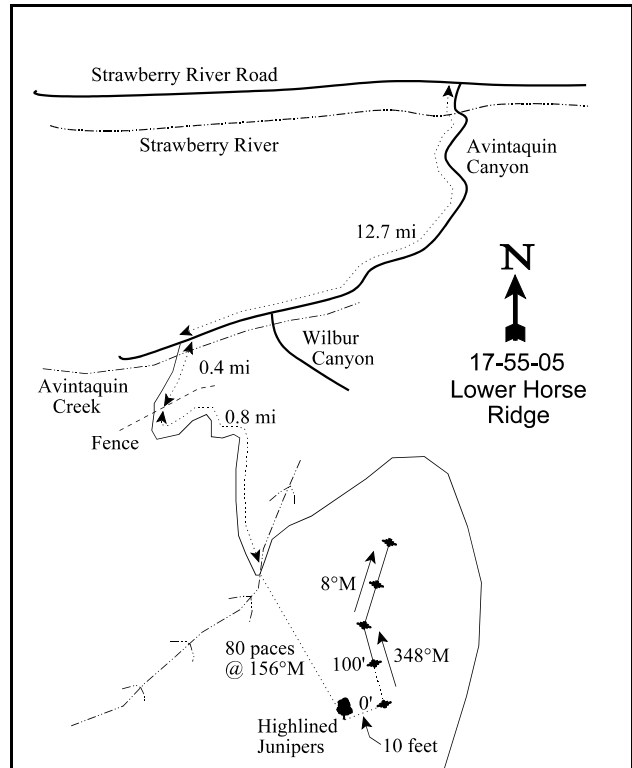 Strawberry River Road
Strawberry River
Avintaquin
Canyon
12.7 mi
N
Wilbur
Canyon
17-55-05
Lower Horse
Ridge
0.4 mi
Avintaquin
Creek
0.8 mi
Fence
8°M
80 paces
@ 156°M
348°M
100'
0'
Highlined
Junipers
10 feet